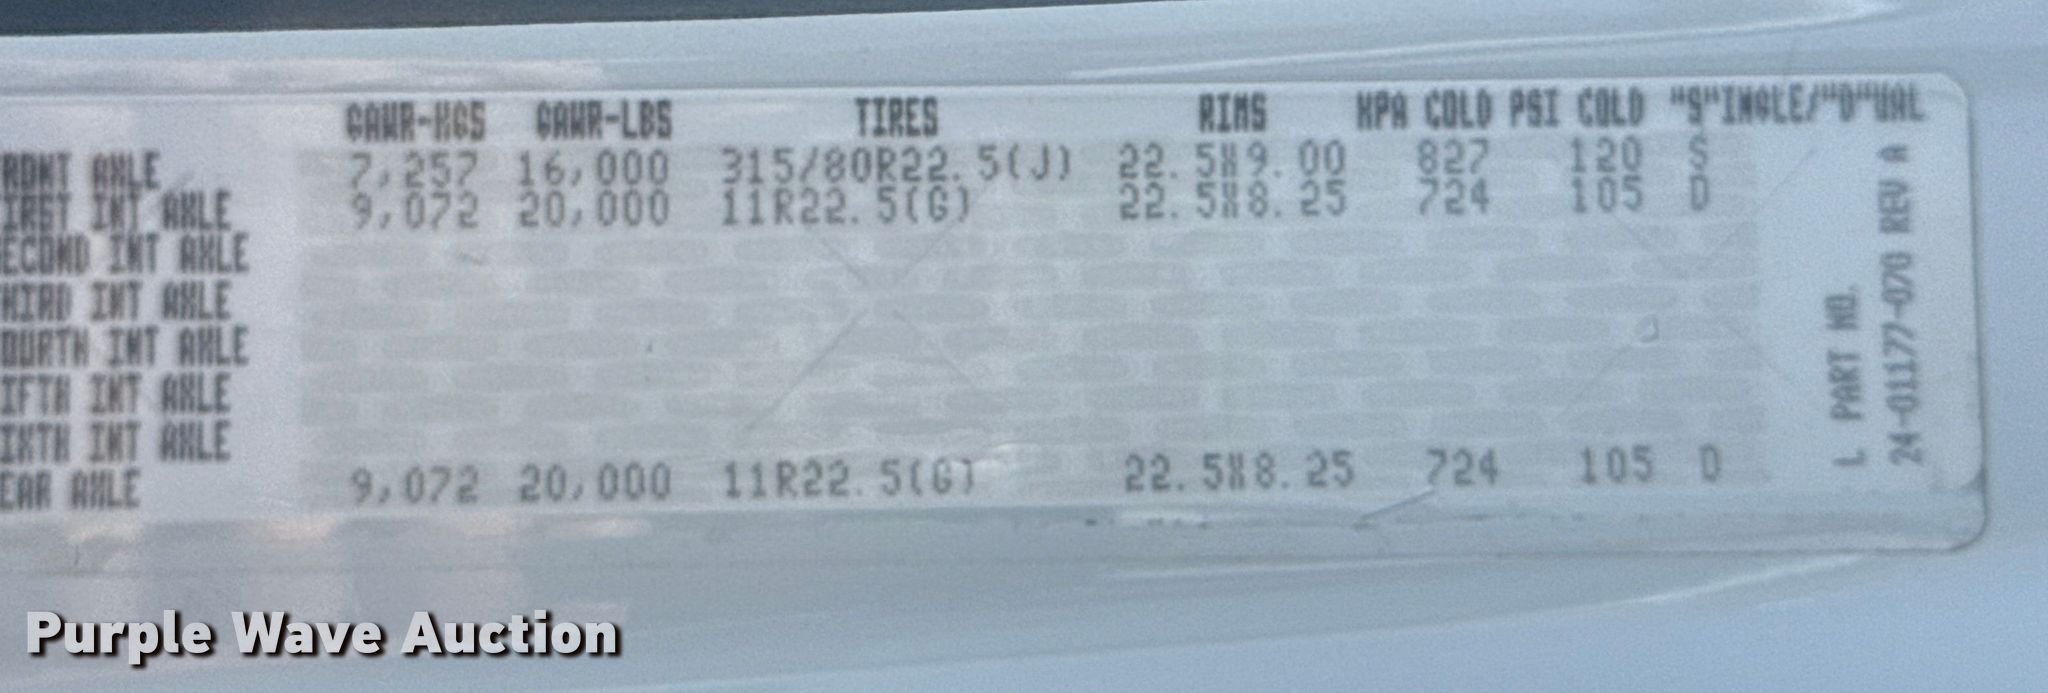 GAWR-KGS GAWR-LBS TIRES RIMS KPA COLD PSI COLD "S"INGLE/"D"UAL
RONT AXLE 7,257 16,000 315/80R22.5(J) 22.5X9.00 827 120 S
IRST INT AXLE 9,072 20,000 11R22.5(G) 22.5X8.25 724 105 D
ECOND INT AXLE
HIRD INT AXLE
OURTH INT AXLE
IFTH INT AXLE
IXTH INT AXLE
EAR AXLE 9,072 20,000 11R22.5(G) 22.5X8.25 724 105 D
L PART NO.
24-01177-070 REV A
Purple Wave Auction